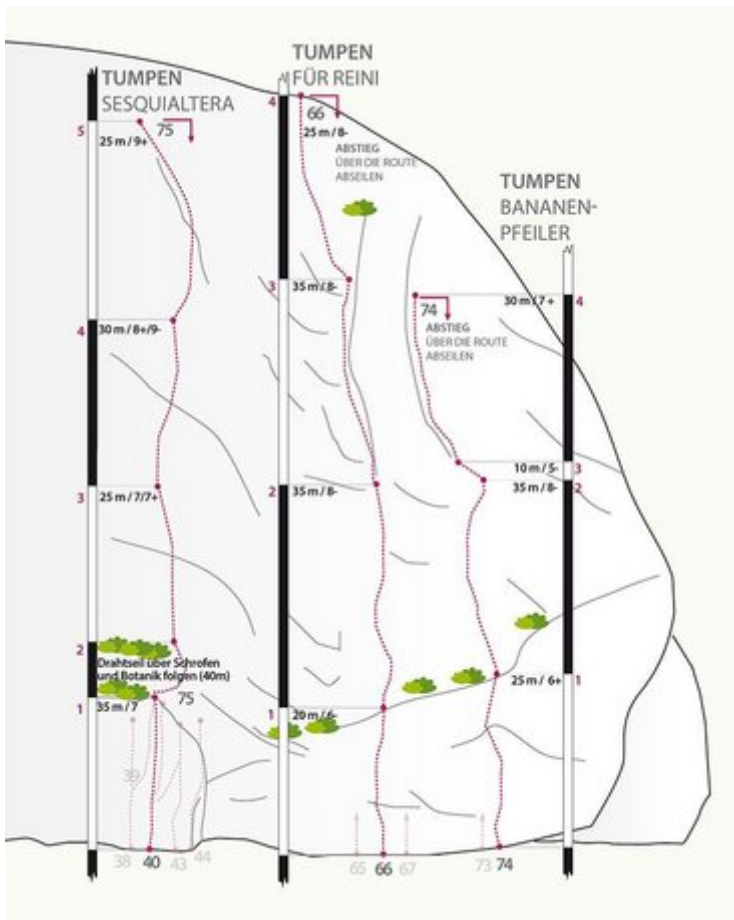 TUMPEN
SESQUIALTERA
75
5
25 m / 9+
4
30 m / 8+/9-
3
25 m / 7/7+
2
Drahtseil über Schrofen
und Botanik folgen (40m)
1
35 m / 7
75
39
38
40
43
44
TUMPEN
FÜR REINI
4
66
25 m / 8-
ABSTIEG
ÜBER DIE ROUTE
ABSEILEN
3
35 m / 8-
2
35 m / 8-
1
20 m / 6-
65
66
67
TUMPEN
BANANEN-
PFEILER
30 m / 7 +
4
74
ABSTIEG
ÜBER DIE ROUTE
ABSEILEN
10 m / 5-
3
35 m / 8-
2
25 m / 6+
1
73
74